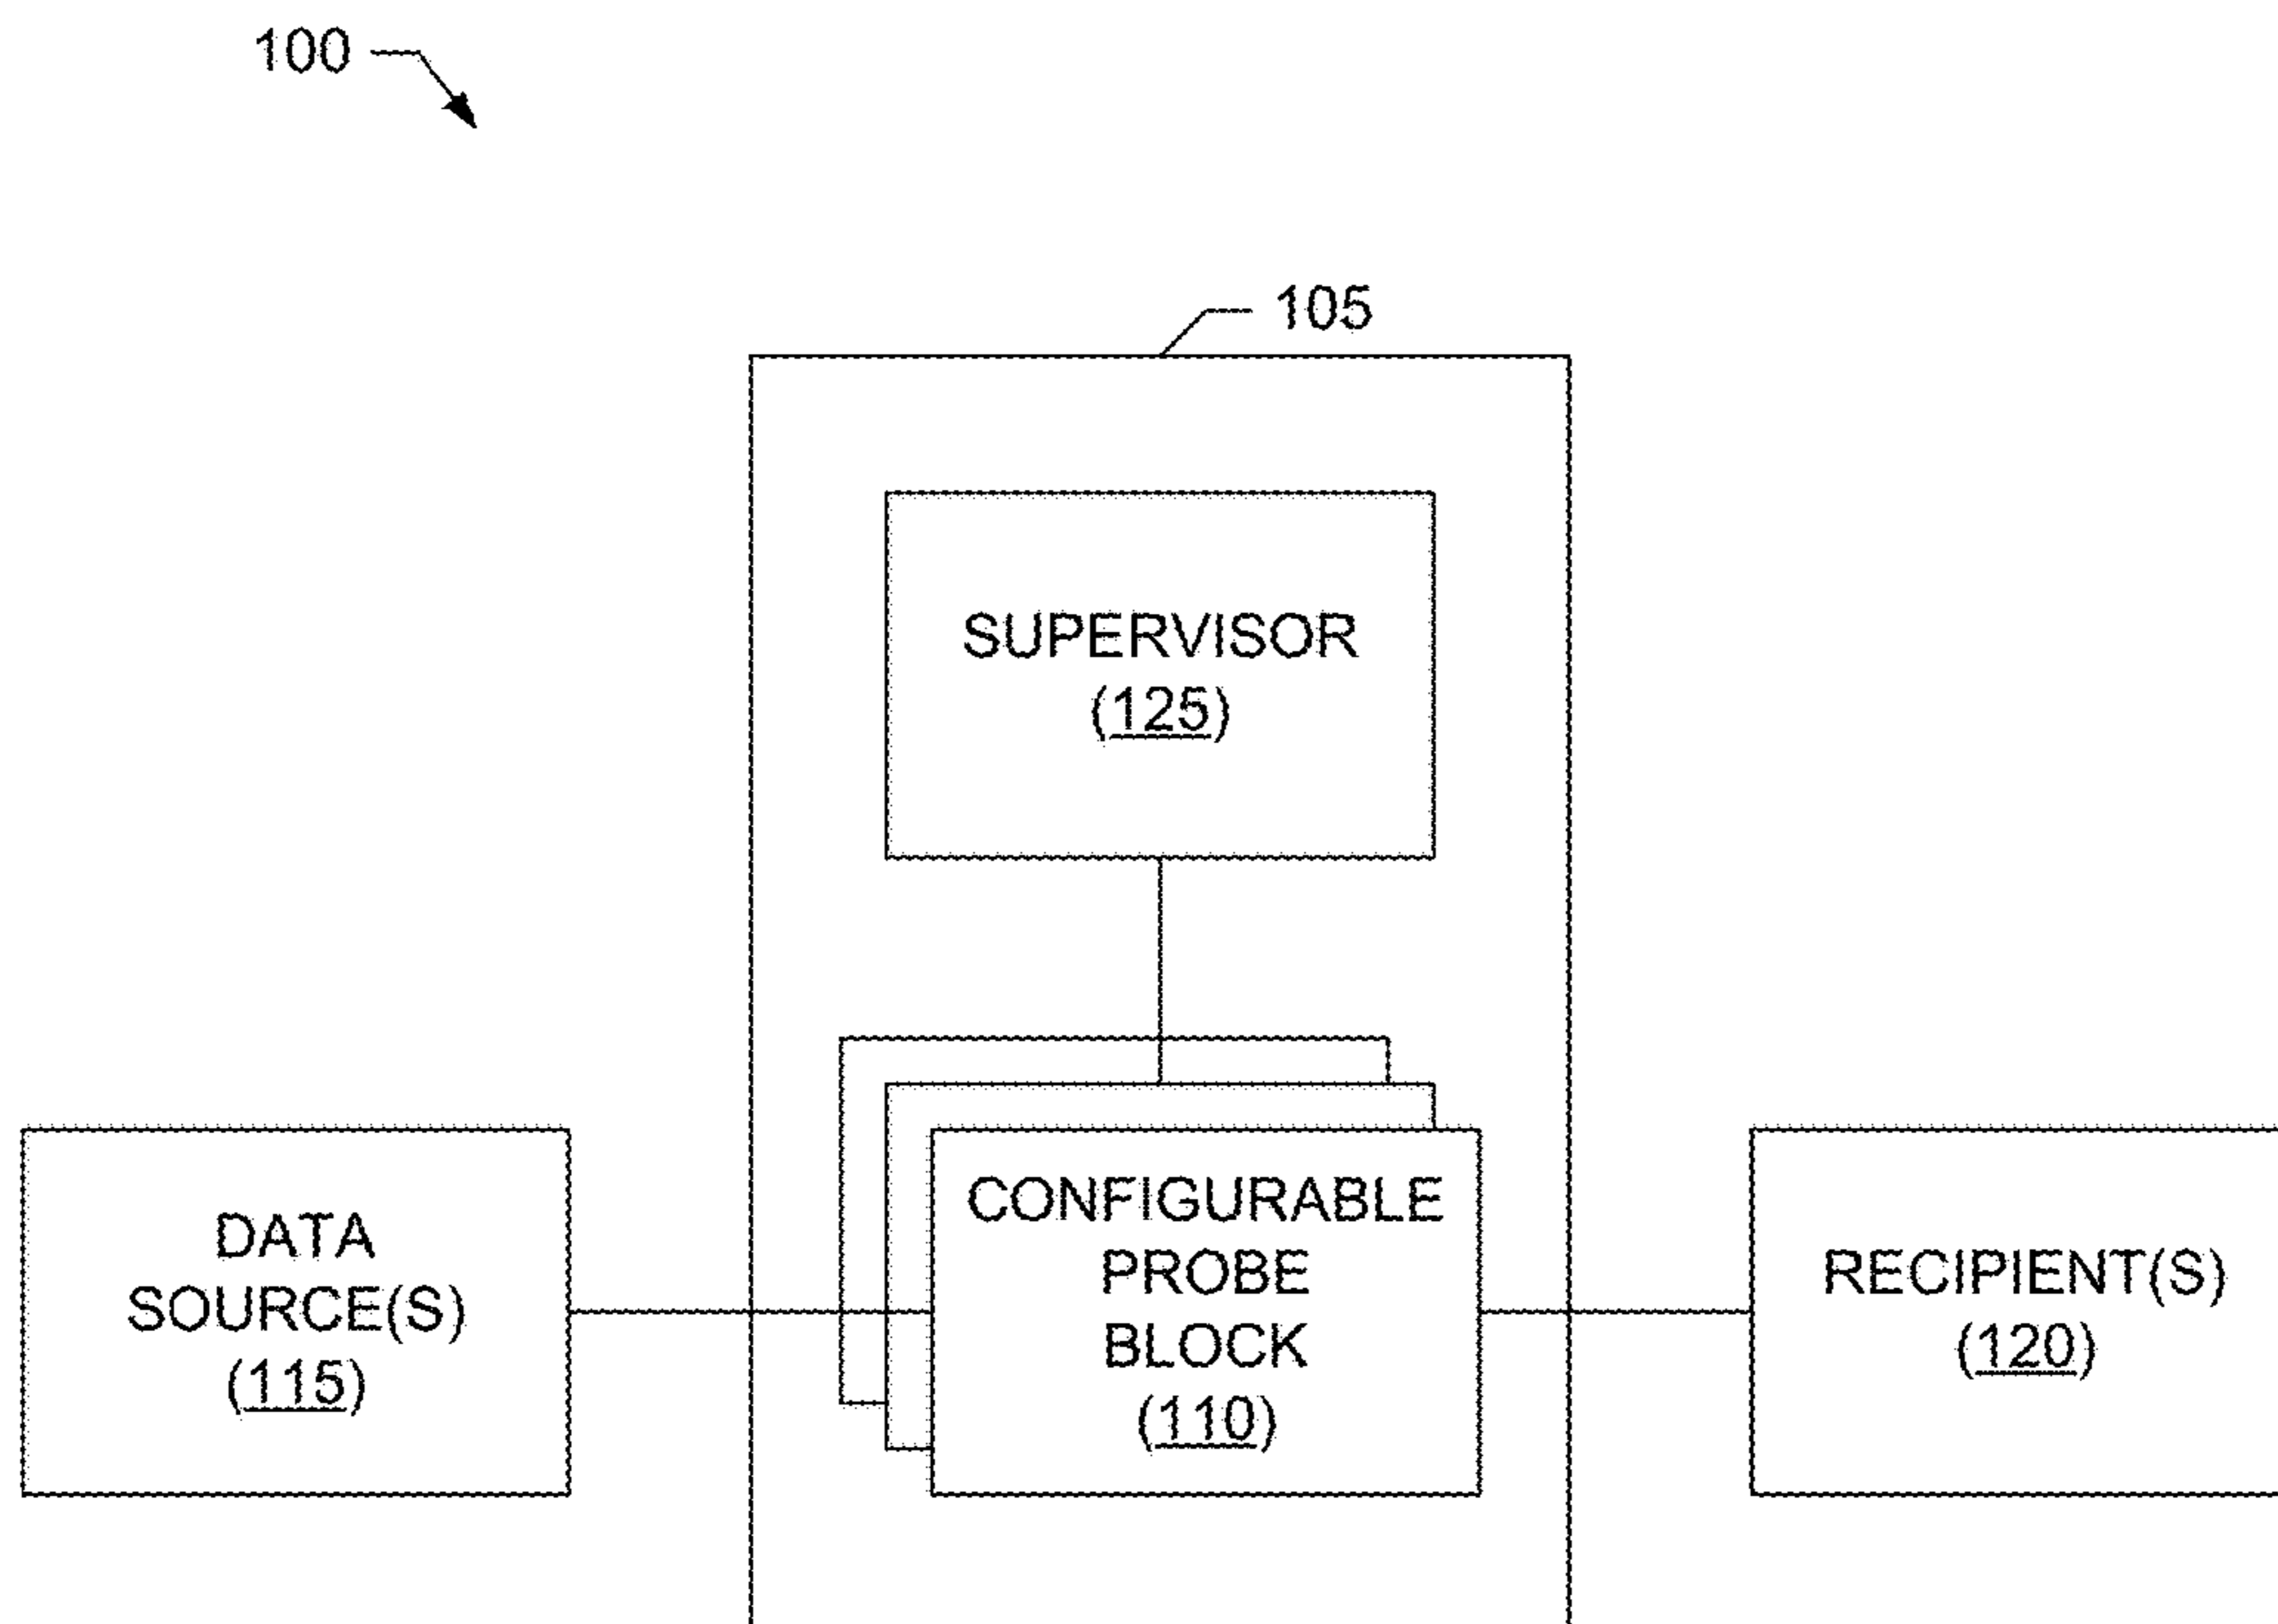 100
105
SUPERVISOR
(125)
DATA
SOURCE(S)
(115)
CONFIGURABLE
PROBE
BLOCK
(110)
RECIPIENT(S)
(120)